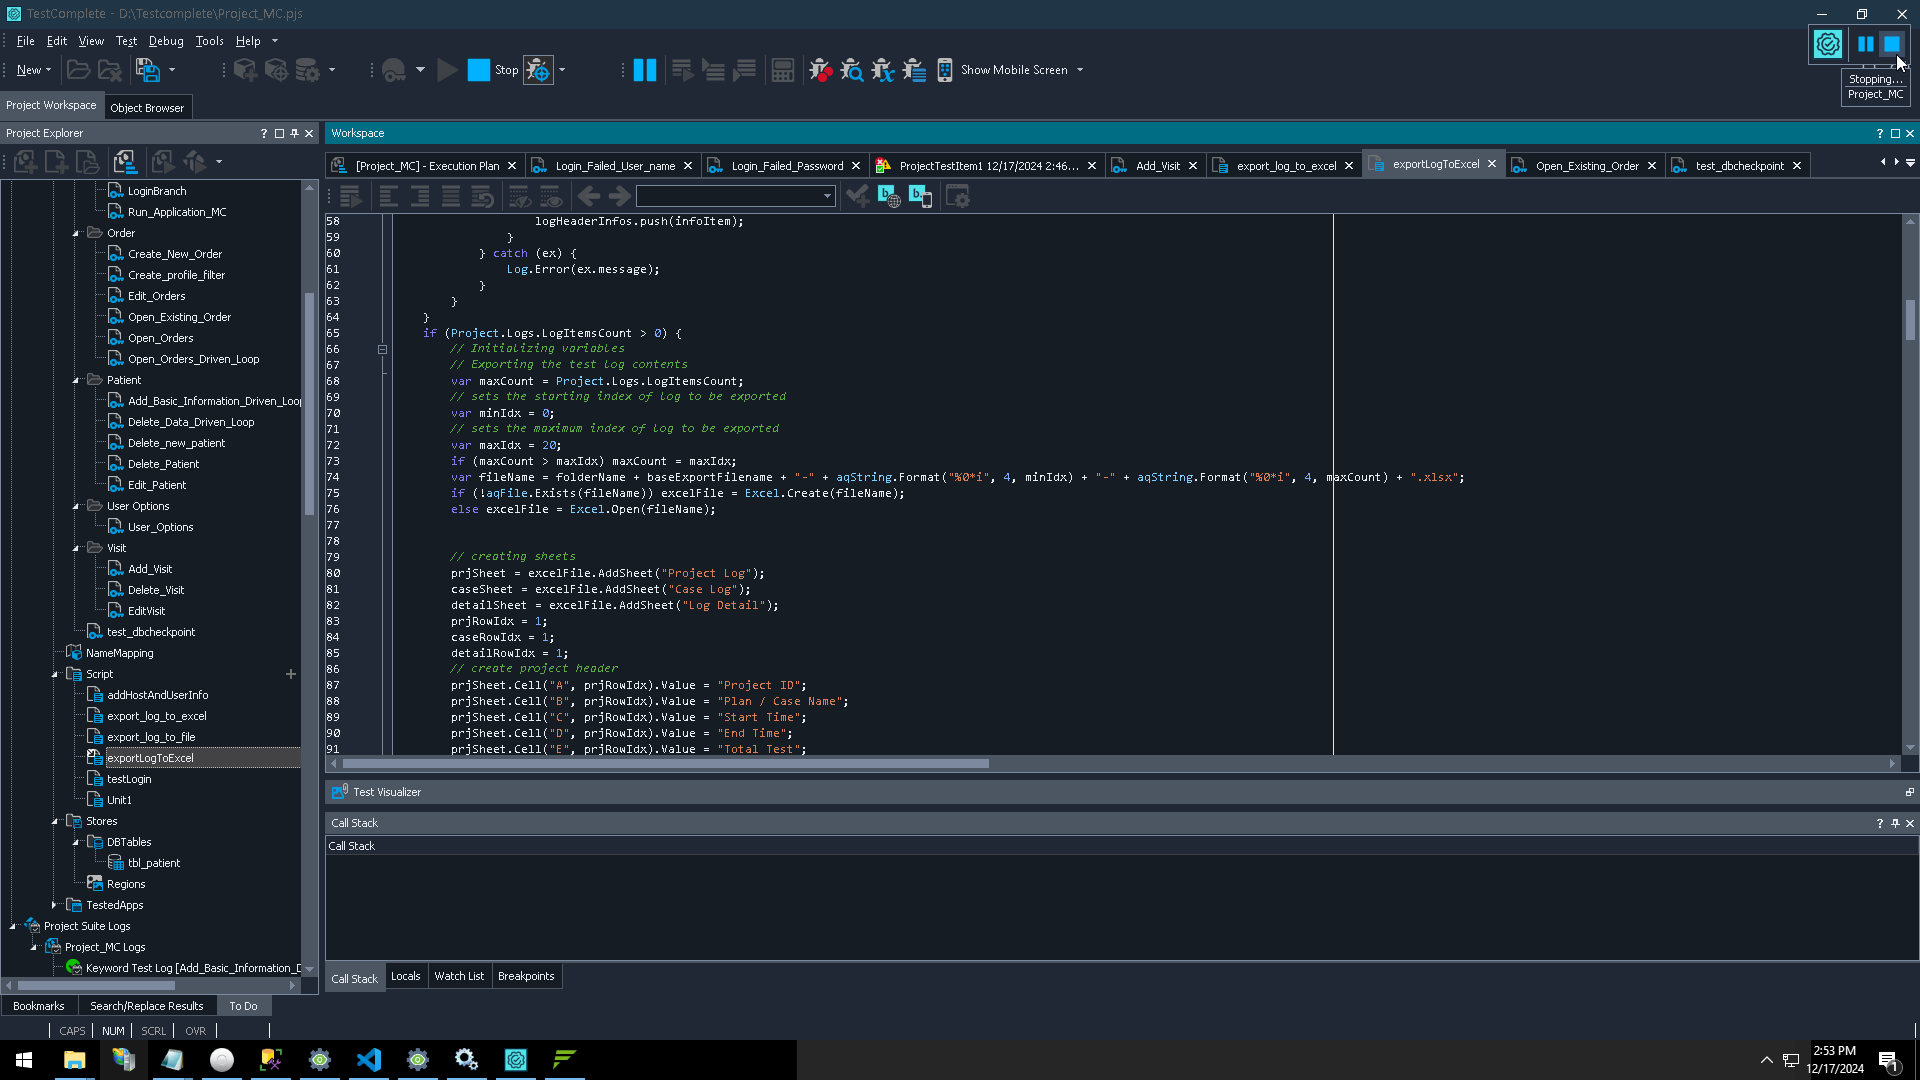 TestComplete - D:\Testcomplete\Project_MC.pjs
File Edit View Test Debug Tools Help
New
Stop
Show Mobile Screen
Stopping...
Project_MC
Project Workspace
Object Browser
Project Explorer
Workspace
[Project_MC] - Execution Plan
Login_Failed_User_name
Login_Failed_Password
ProjectTestItem1 12/17/2024 2:46...
Add_Visit
export_log_to_excel
exportLogToExcel
Open_Existing_Order
test_dbcheckpoint
LoginBranch
Run_Application_MC
Order
Create_New_Order
Create_profile_filter
Edit_Orders
Open_Existing_Order
Open_Orders
Open_Orders_Driven_Loop
Patient
Add_Basic_Information_Driven_Loop
Delete_Data_Driven_Loop
Delete_new_patient
Delete_Patient
Edit_Patient
User Options
User_Options
Visit
Add_Visit
Delete_Visit
EditVisit
test_dbcheckpoint
NameMapping
Script
addHostAndUserInfo
export_log_to_excel
export_log_to_file
exportLogToExcel
testLogin
Unit1
Stores
DBTables
tbl_patient
Regions
TestedApps
Project Suite Logs
Project_MC Logs
Keyword Test Log [Add_Basic_Information_D
58 logHeaderInfos.push(infoItem);
59 }
60 } catch (ex) {
61 Log.Error(ex.message);
62 }
63 }
64 }
65 if (Project.Logs.LogItemsCount > 0) {
66 // Initializing variables
67 // Exporting the test log contents
68 var maxCount = Project.Logs.LogItemsCount;
69 // sets the starting index of log to be exported
70 var minIdx = 0;
71 // sets the maximum index of log to be exported
72 var maxIdx = 20;
73 if (maxCount > maxIdx) maxCount = maxIdx;
74 var fileName = folderName + baseExportFilename + "-" + aqString.Format("%0*i", 4, minIdx) + "-" + aqString.Format("%0*i", 4, maxCount) + ".xlsx";
75 if (!aqFile.Exists(fileName)) excelFile = Excel.Create(fileName);
76 else excelFile = Excel.Open(fileName);
77
78
79 // creating sheets
80 prjSheet = excelFile.AddSheet("Project Log");
81 caseSheet = excelFile.AddSheet("Case Log");
82 detailSheet = excelFile.AddSheet("Log Detail");
83 prjRowIdx = 1;
84 caseRowIdx = 1;
85 detailRowIdx = 1;
86 // create project header
87 prjSheet.Cell("A", prjRowIdx).Value = "Project ID";
88 prjSheet.Cell("B", prjRowIdx).Value = "Plan / Case Name";
89 prjSheet.Cell("C", prjRowIdx).Value = "Start Time";
90 prjSheet.Cell("D", prjRowIdx).Value = "End Time";
91 prjSheet.Cell("E", prjRowIdx).Value = "Total Test";
Test Visualizer
Call Stack
Call Stack
Call Stack Locals Watch List Breakpoints
Bookmarks Search/Replace Results To Do
CAPS NUM SCRL OVR
2:53 PM
12/17/2024
1